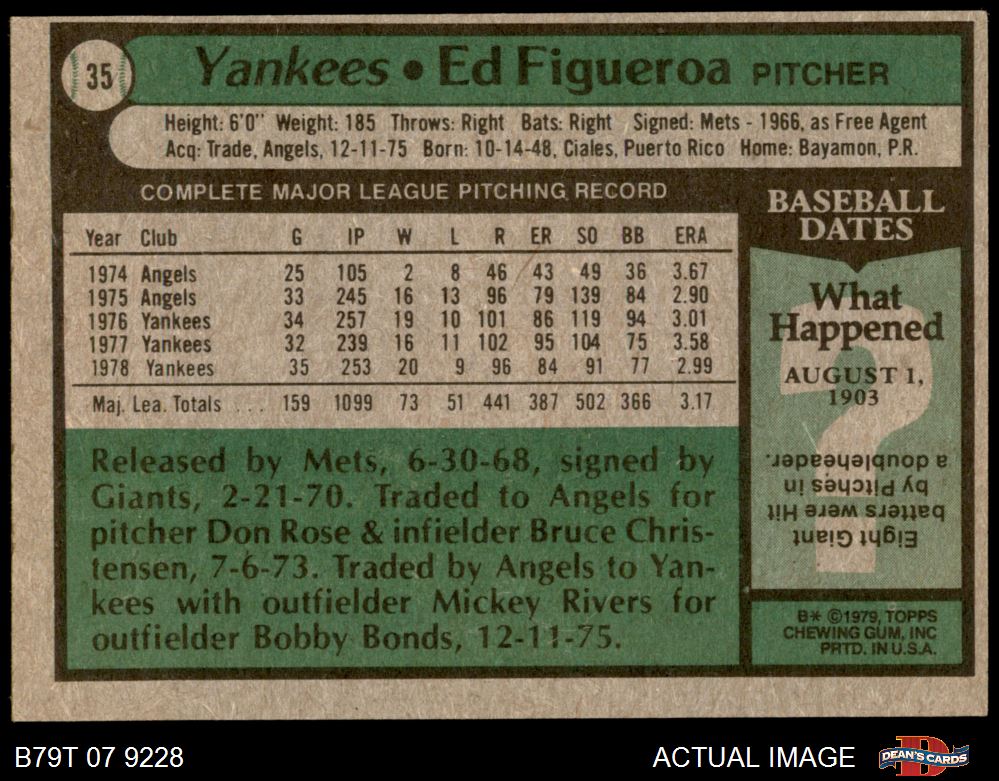 35
Yankees • Ed Figueroa PITCHER
Height: 6'0" Weight: 185 Throws: Right Bats: Right Signed: Mets - 1966, as Free Agent
Acq: Trade, Angels, 12-11-75 Born: 10-14-48, Ciales, Puerto Rico Home: Bayamon, P.R.
COMPLETE MAJOR LEAGUE PITCHING RECORD
Year Club G IP W L R ER SO BB ERA
1974 Angels 25 105 2 8 46 43 49 36 3.67
1975 Angels 33 245 16 13 96 79 139 84 2.90
1976 Yankees 34 257 19 10 101 86 119 94 3.01
1977 Yankees 32 239 16 11 102 95 104 75 3.58
1978 Yankees 35 253 20 9 96 84 91 77 2.99
Maj. Lea. Totals . . . 159 1099 73 51 441 387 502 366 3.17
Released by Mets, 6-30-68, signed by
Giants, 2-21-70. Traded to Angels for
pitcher Don Rose & infielder Bruce Chris-
tensen, 7-6-73. Traded by Angels to Yan-
kees with outfielder Mickey Rivers for
outfielder Bobby Bonds, 12-11-75.
BASEBALL
DATES
What
Happened
AUGUST 1,
1903
?
Eight Giant
batters were Hit
by Pitches in
a doubleheader.
B* ©1979, TOPPS
CHEWING GUM, INC
PRTD. IN U.S.A.
B79T 07 9228
ACTUAL IMAGE
D
DEAN'S CARDS